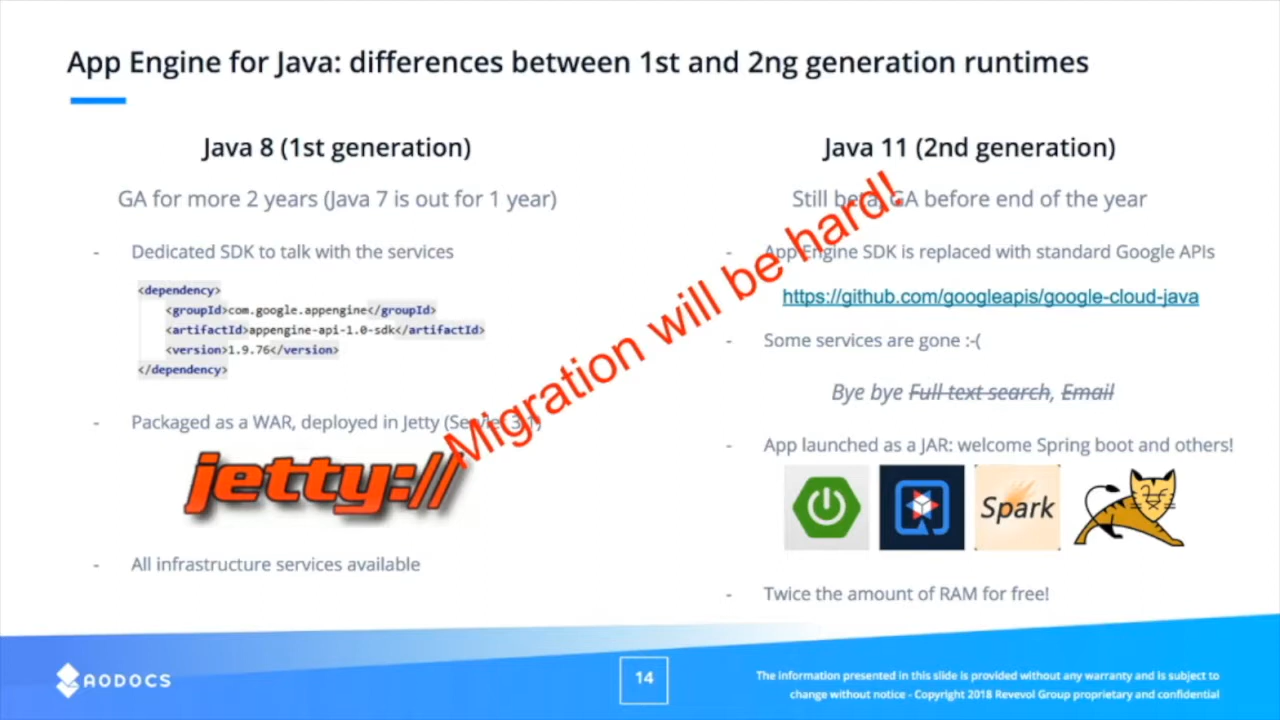 App Engine for Java: differences between 1st and 2ng generation runtimes
Java 8 (1st generation)
GA for more 2 years (Java 7 is out for 1 year)
- Dedicated SDK to talk with the services
<dependency>
<groupId>com.google.appengine</groupId>
<artifactId>appengine-api-1.0-sdk</artifactId>
<version>1.9.76</version>
</dependency>
- Packaged as a WAR, deployed in Jetty (Servlet 3.1)
jetty://
- All infrastructure services available
Java 11 (2nd generation)
Still beta, GA before end of the year
- App Engine SDK is replaced with standard Google APIs
https://github.com/googleapis/google-cloud-java
- Some services are gone :-(
Bye bye Full text search, Email
- App launched as a JAR: welcome Spring boot and others!
Spark
- Twice the amount of RAM for free!
Migration will be hard!
AODOCS
14
The information presented in this slide is provided without any warranty and is subject to
change without notice - Copyright 2018 Revevol Group proprietary and confidential